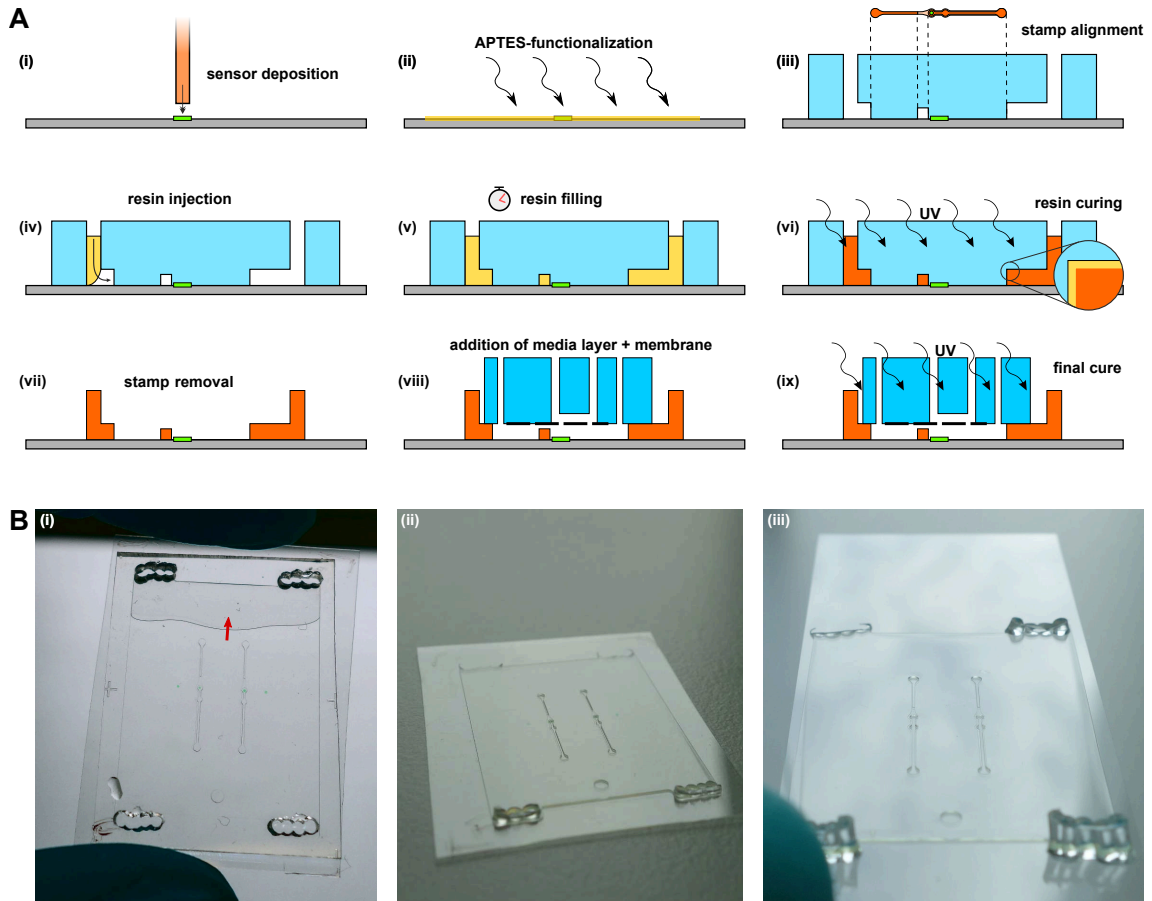 A
(i)
sensor deposition
(ii)
APTES-functionalization
(iii)
stamp alignment
(iv)
resin injection
(v)
resin filling
(vi)
UV
resin curing
(vii)
stamp removal
(viii)
addition of media layer + membrane
(ix)
UV
final cure
B
(i)
(ii)
(iii)